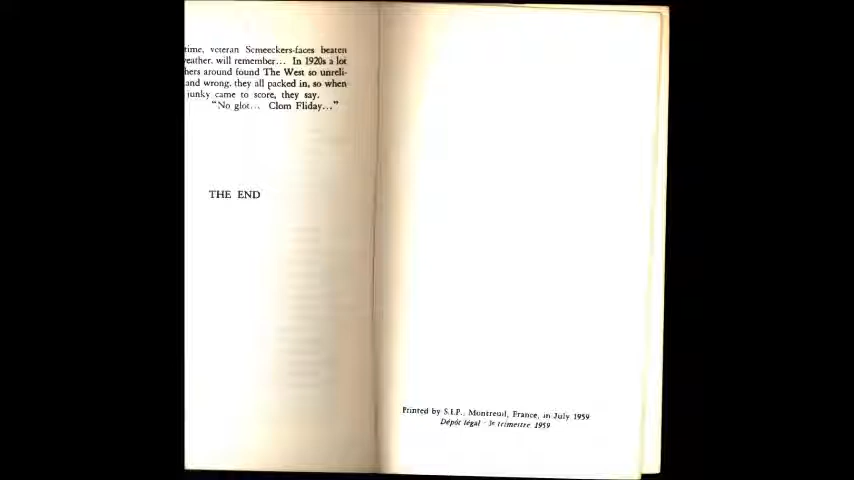 time, veteran Scmeeckers-faces beaten
eather, will remember... In 1920s a lot
hers around found The West so unreli-
and wrong, they all packed in, so when
junky came to score, they say.
"No glot... Clom Fliday..."
THE END
Printed by S.I.P., Montreuil, France, in July 1959
Dépôt légal - 3e trimestre 1959